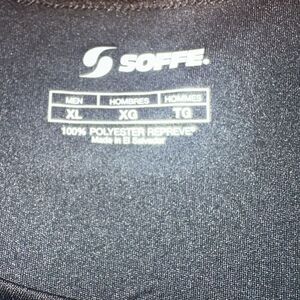 SOFFE®
MEN HOMBRES HOMMES
XL XG TG
100% POLYESTER REPREVE®
Made in El Salvador